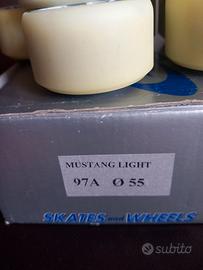 MUSTANG LIGHT
97A Ø 55
SKATES and WHEELS
subito